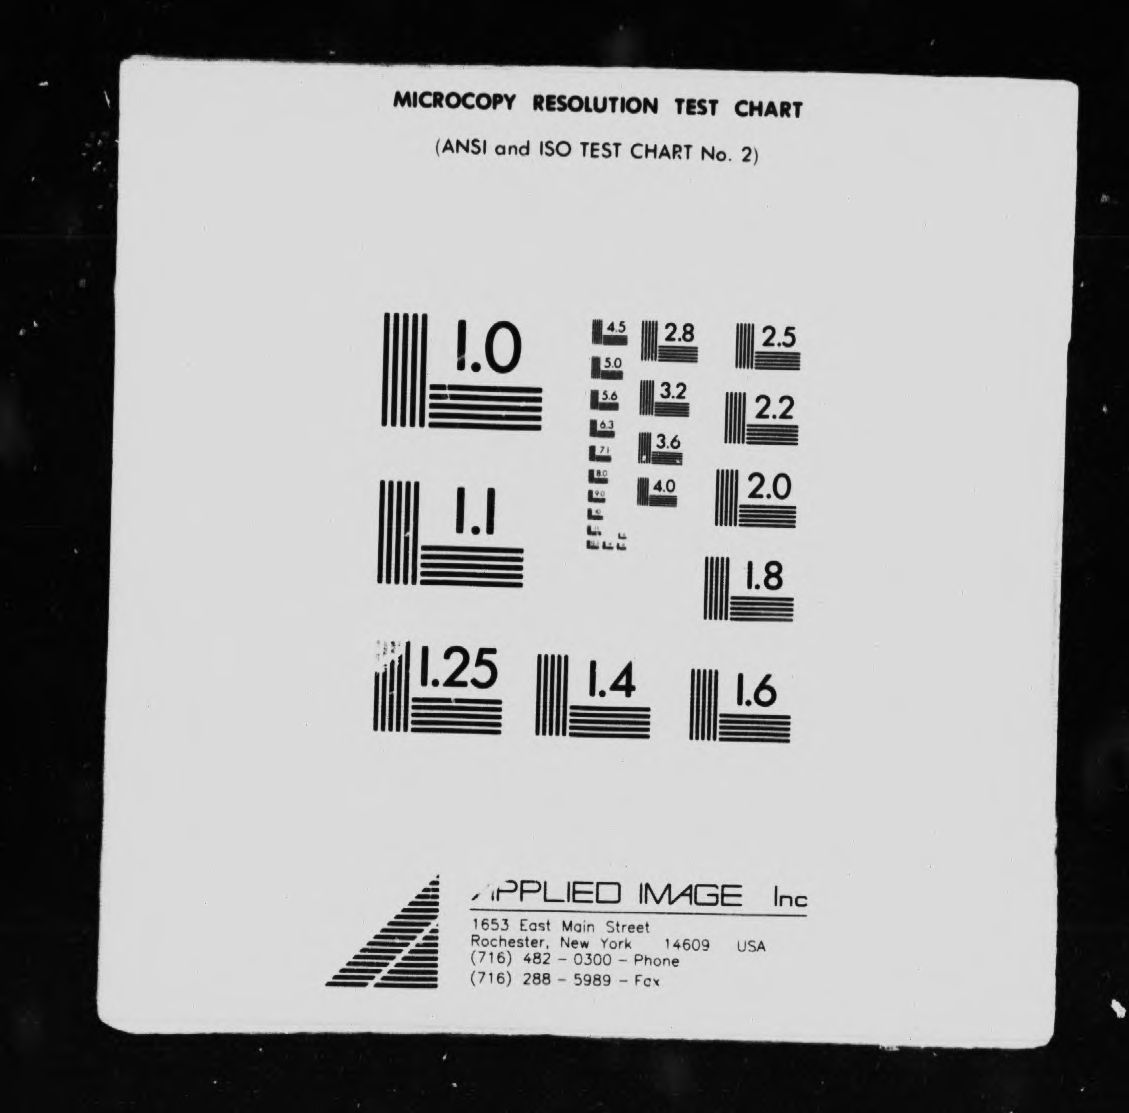 MICROCOPY RESOLUTION TEST CHART
(ANSI and ISO TEST CHART No. 2)
1.0
1.1
1.25
1.4
1.6
1.8
2.0
2.2
2.5
2.8
3.2
3.6
4.0
4.5
5.0
5.6
6.3
7.1
8.0
9.0
APPLIED IMAGE Inc
1653 East Main Street
Rochester, New York 14609 USA
(716) 482 - 0300 - Phone
(716) 288 - 5989 - Fax